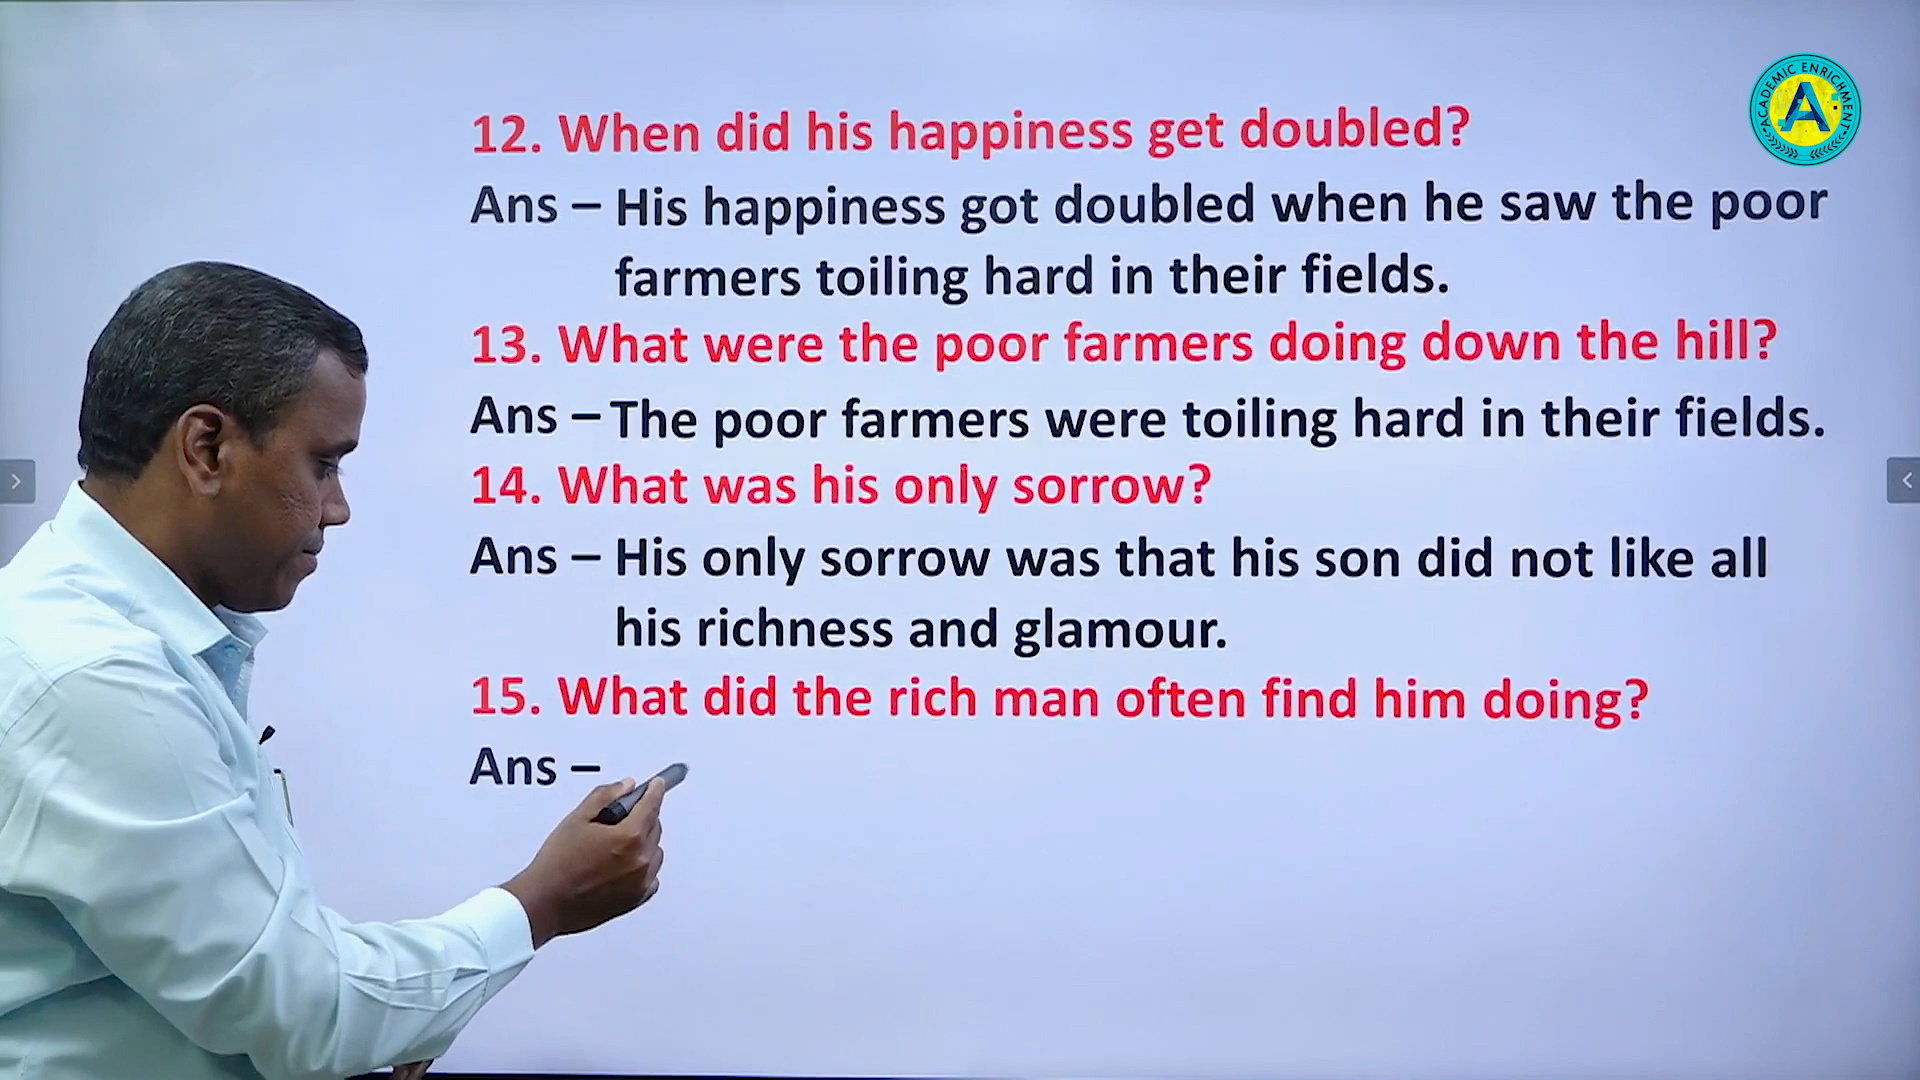 12. When did his happiness get doubled?
Ans – His happiness got doubled when he saw the poor
farmers toiling hard in their fields.
13. What were the poor farmers doing down the hill?
Ans – The poor farmers were toiling hard in their fields.
14. What was his only sorrow?
Ans – His only sorrow was that his son did not like all
his richness and glamour.
15. What did the rich man often find him doing?
Ans –
ACADEMIC ENRICHMENT
A